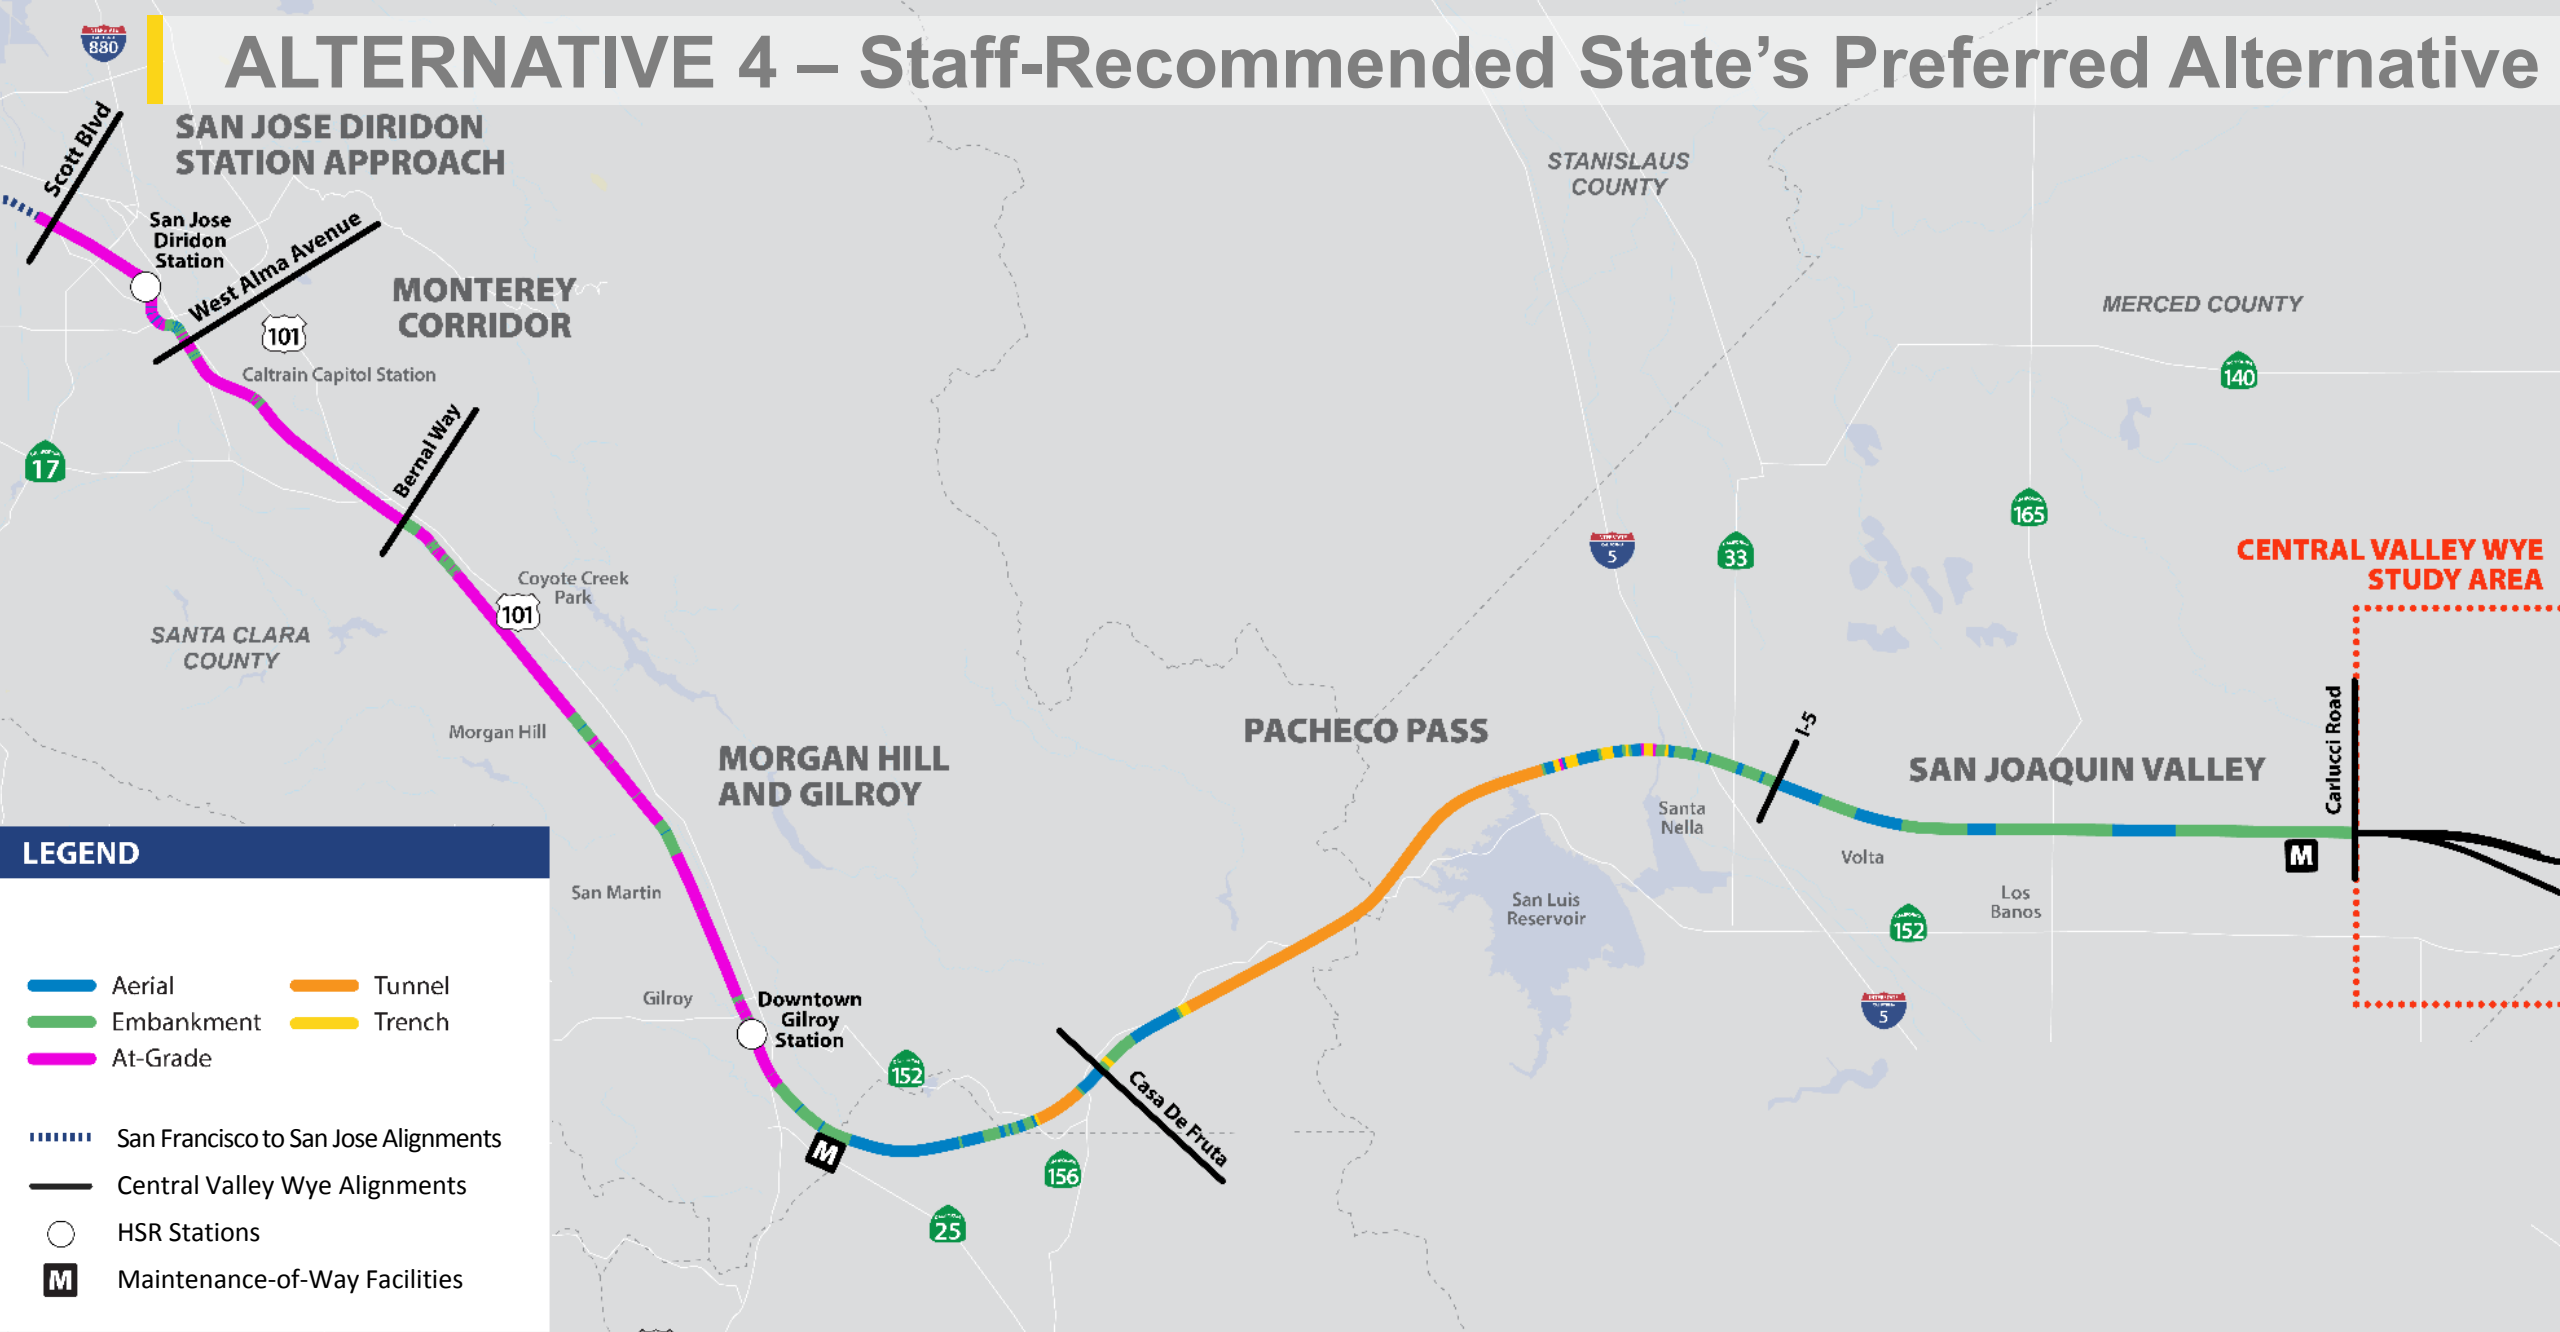 ALTERNATIVE 4 – Staff-Recommended State's Preferred Alternative
880
Scott Blvd
SAN JOSE DIRIDON
STATION APPROACH
San Jose
Diridon
Station
West Alma Avenue
MONTEREY
CORRIDOR
101
Caltrain Capitol Station
17
Bernal Way
Coyote Creek
Park
101
SANTA CLARA
COUNTY
Morgan Hill
MORGAN HILL
AND GILROY
San Martin
Gilroy
Downtown
Gilroy
Station
152
M
25
156
Casa De Fruta
PACHECO PASS
STANISLAUS
COUNTY
MERCED COUNTY
140
165
INTERSTATE
CALIFORNIA
5
33
I-5
Santa
Nella
San Luis
Reservoir
SAN JOAQUIN VALLEY
Volta
Los
Banos
152
INTERSTATE
5
M
Carlucci Road
CENTRAL VALLEY WYE
STUDY AREA
LEGEND
Aerial
Embankment
At-Grade
Tunnel
Trench
San Francisco to San Jose Alignments
Central Valley Wye Alignments
HSR Stations
M Maintenance-of-Way Facilities